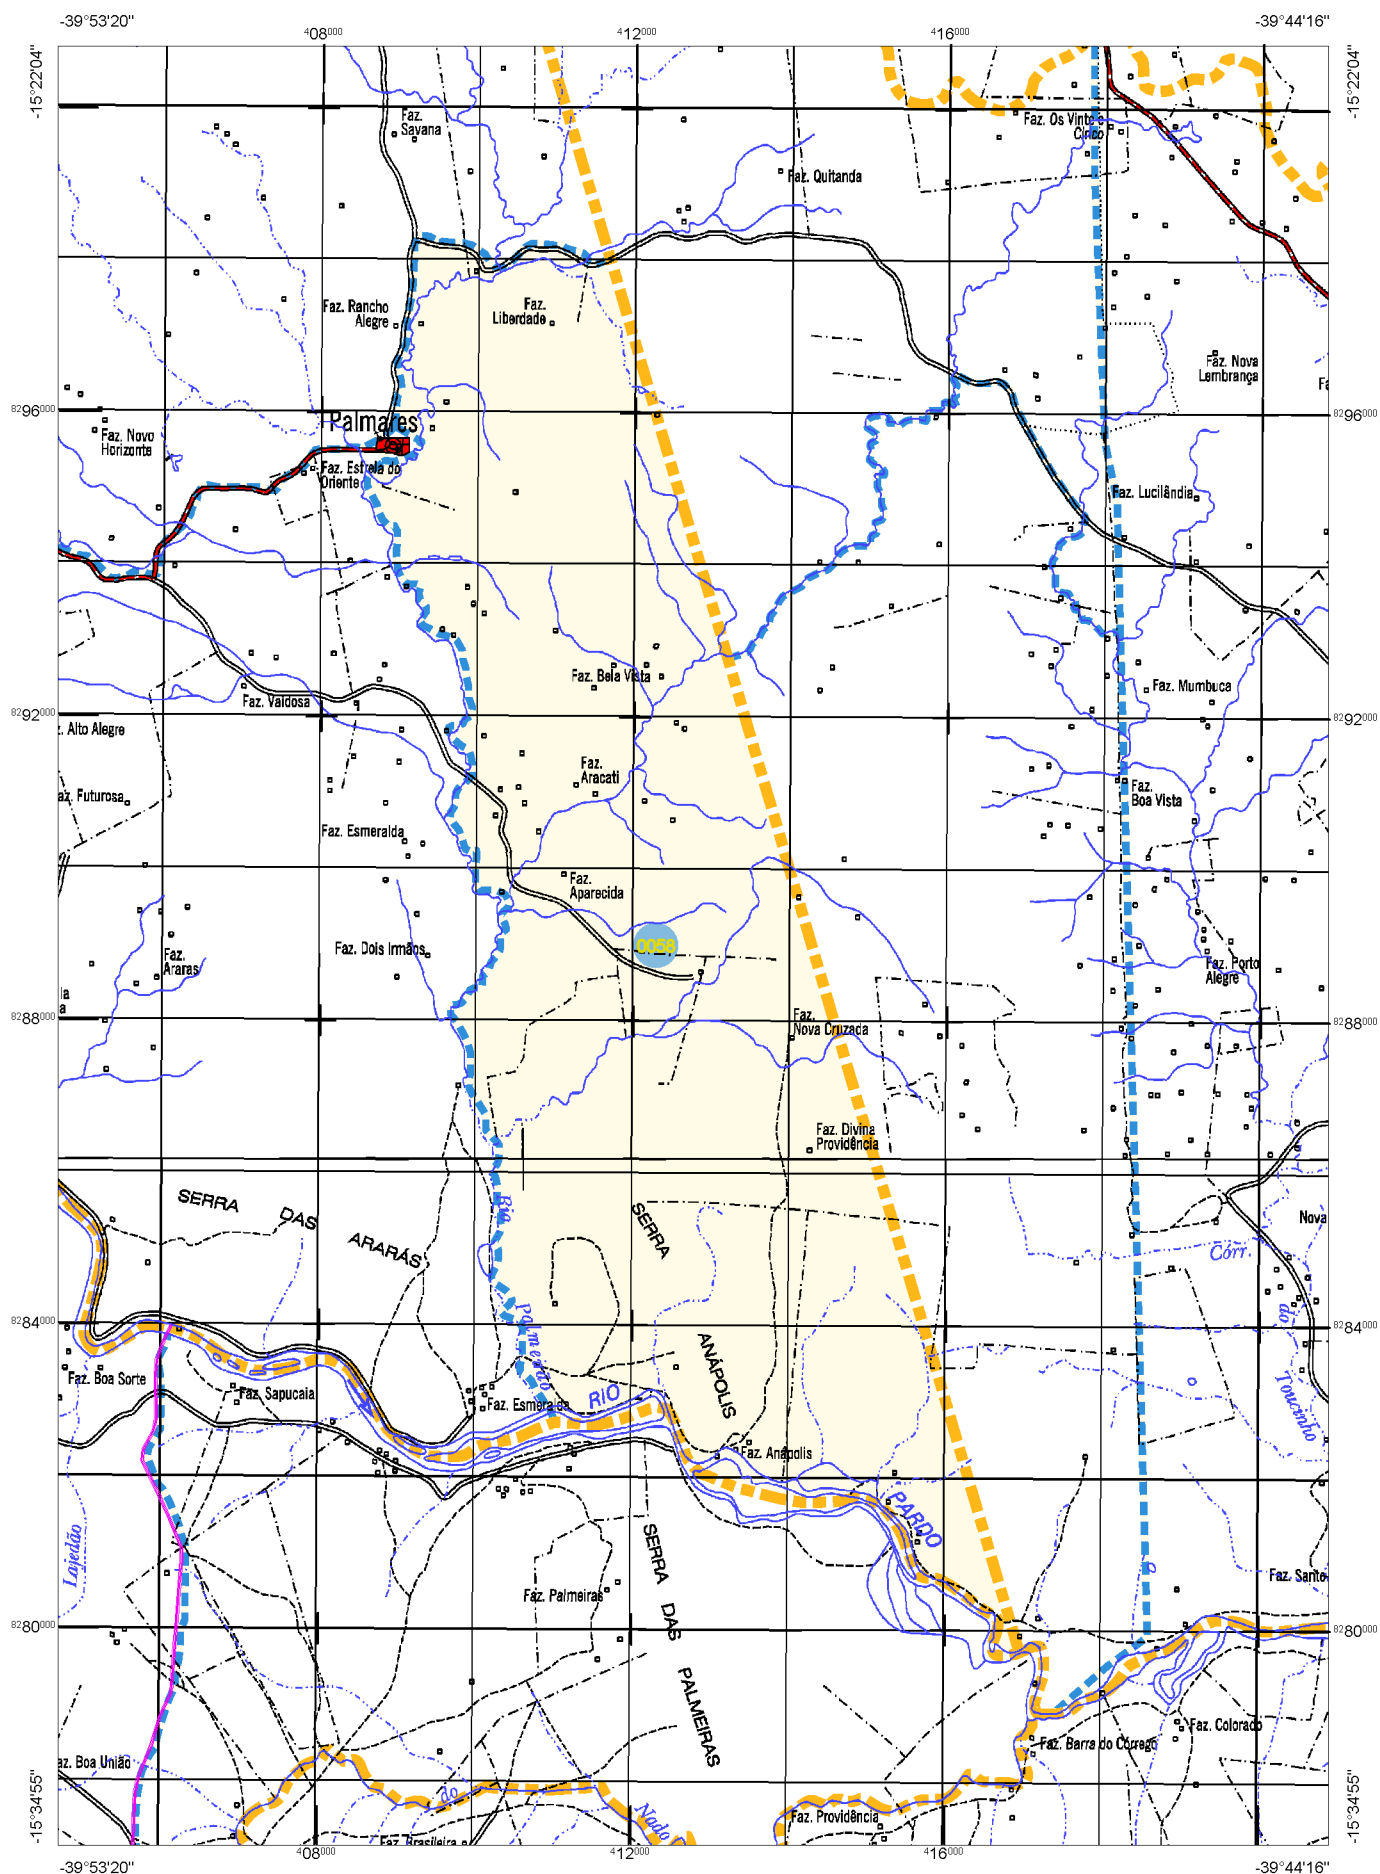 -39°53'20"
-39°44'16"
408000
412000
416000
-15°22'04"
-15°22'04"
Faz.
Savana
Faz. Os Vinte e
Cinco
Faz. Quitanda
Faz. Rancho
Alegre
Faz.
Liberdade
Faz. Nova
Lembrança
8296000
8296000
Palmares
Faz. Novo
Horizonte
Faz. Estrela do
Oriente
Faz. Lucilândia
Faz. Bela Vista
Faz. Mumbuca
Faz. Valdosa
8292000
8292000
z. Alto Alegre
Faz.
Aracati
Faz.
Boa Vista
az. Futurosa
Faz. Esmeralda
Faz.
Aparecida
0058
Faz. Dois Irmãos
Faz.
Araras
Faz. Porto
Alegre
la
a
8288000
8288000
Faz.
Nova Cruzada
Faz. Divina
Providência
SERRA DAS ARARÁS
Rio Palmeirão
SERRA
ANÁPOLIS
Nova
Córr.
do
Toucinho
8284000
8284000
Faz. Boa Sorte
Faz. Sapucaia
Faz. Esmeralda
RIO
PARDO
Faz. Anápolis
Lajedão
SERRA
DAS
PALMEIRAS
Faz. Palmeiras
Faz. Santo
8280000
8280000
Faz. Colorado
Faz. Barra do Córrego
az. Boa União
do
Nado
Faz. Providência
Faz. Brasileira
-15°34'55"
-15°34'55"
408000
412000
416000
-39°53'20"
-39°44'16"